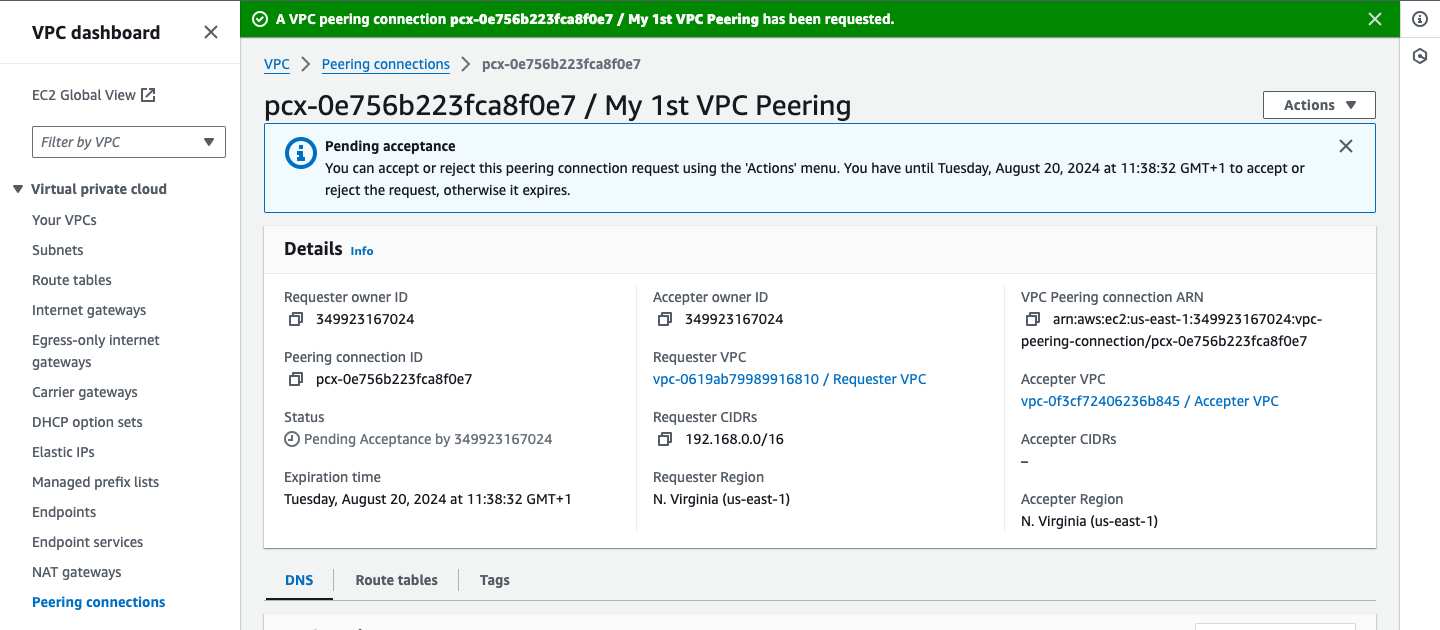 VPC dashboard
EC2 Global View
Filter by VPC
Virtual private cloud
Your VPCs
Subnets
Route tables
Internet gateways
Egress-only internet
gateways
Carrier gateways
DHCP option sets
Elastic IPs
Managed prefix lists
Endpoints
Endpoint services
NAT gateways
Peering connections
A VPC peering connection pcx-0e756b223fca8f0e7 / My 1st VPC Peering has been requested.
VPC > Peering connections > pcx-0e756b223fca8f0e7
pcx-0e756b223fca8f0e7 / My 1st VPC Peering
Actions
Pending acceptance
You can accept or reject this peering connection request using the 'Actions' menu. You have until Tuesday, August 20, 2024 at 11:38:32 GMT+1 to accept or
reject the request, otherwise it expires.
Details Info
Requester owner ID
349923167024
Peering connection ID
pcx-0e756b223fca8f0e7
Status
Pending Acceptance by 349923167024
Expiration time
Tuesday, August 20, 2024 at 11:38:32 GMT+1
Accepter owner ID
349923167024
Requester VPC
vpc-0619ab79989916810 / Requester VPC
Requester CIDRs
192.168.0.0/16
Requester Region
N. Virginia (us-east-1)
VPC Peering connection ARN
arn:aws:ec2:us-east-1:349923167024:vpc-
peering-connection/pcx-0e756b223fca8f0e7
Accepter VPC
vpc-0f3cf72406236b845 / Accepter VPC
Accepter CIDRs
–
Accepter Region
N. Virginia (us-east-1)
DNS
Route tables
Tags